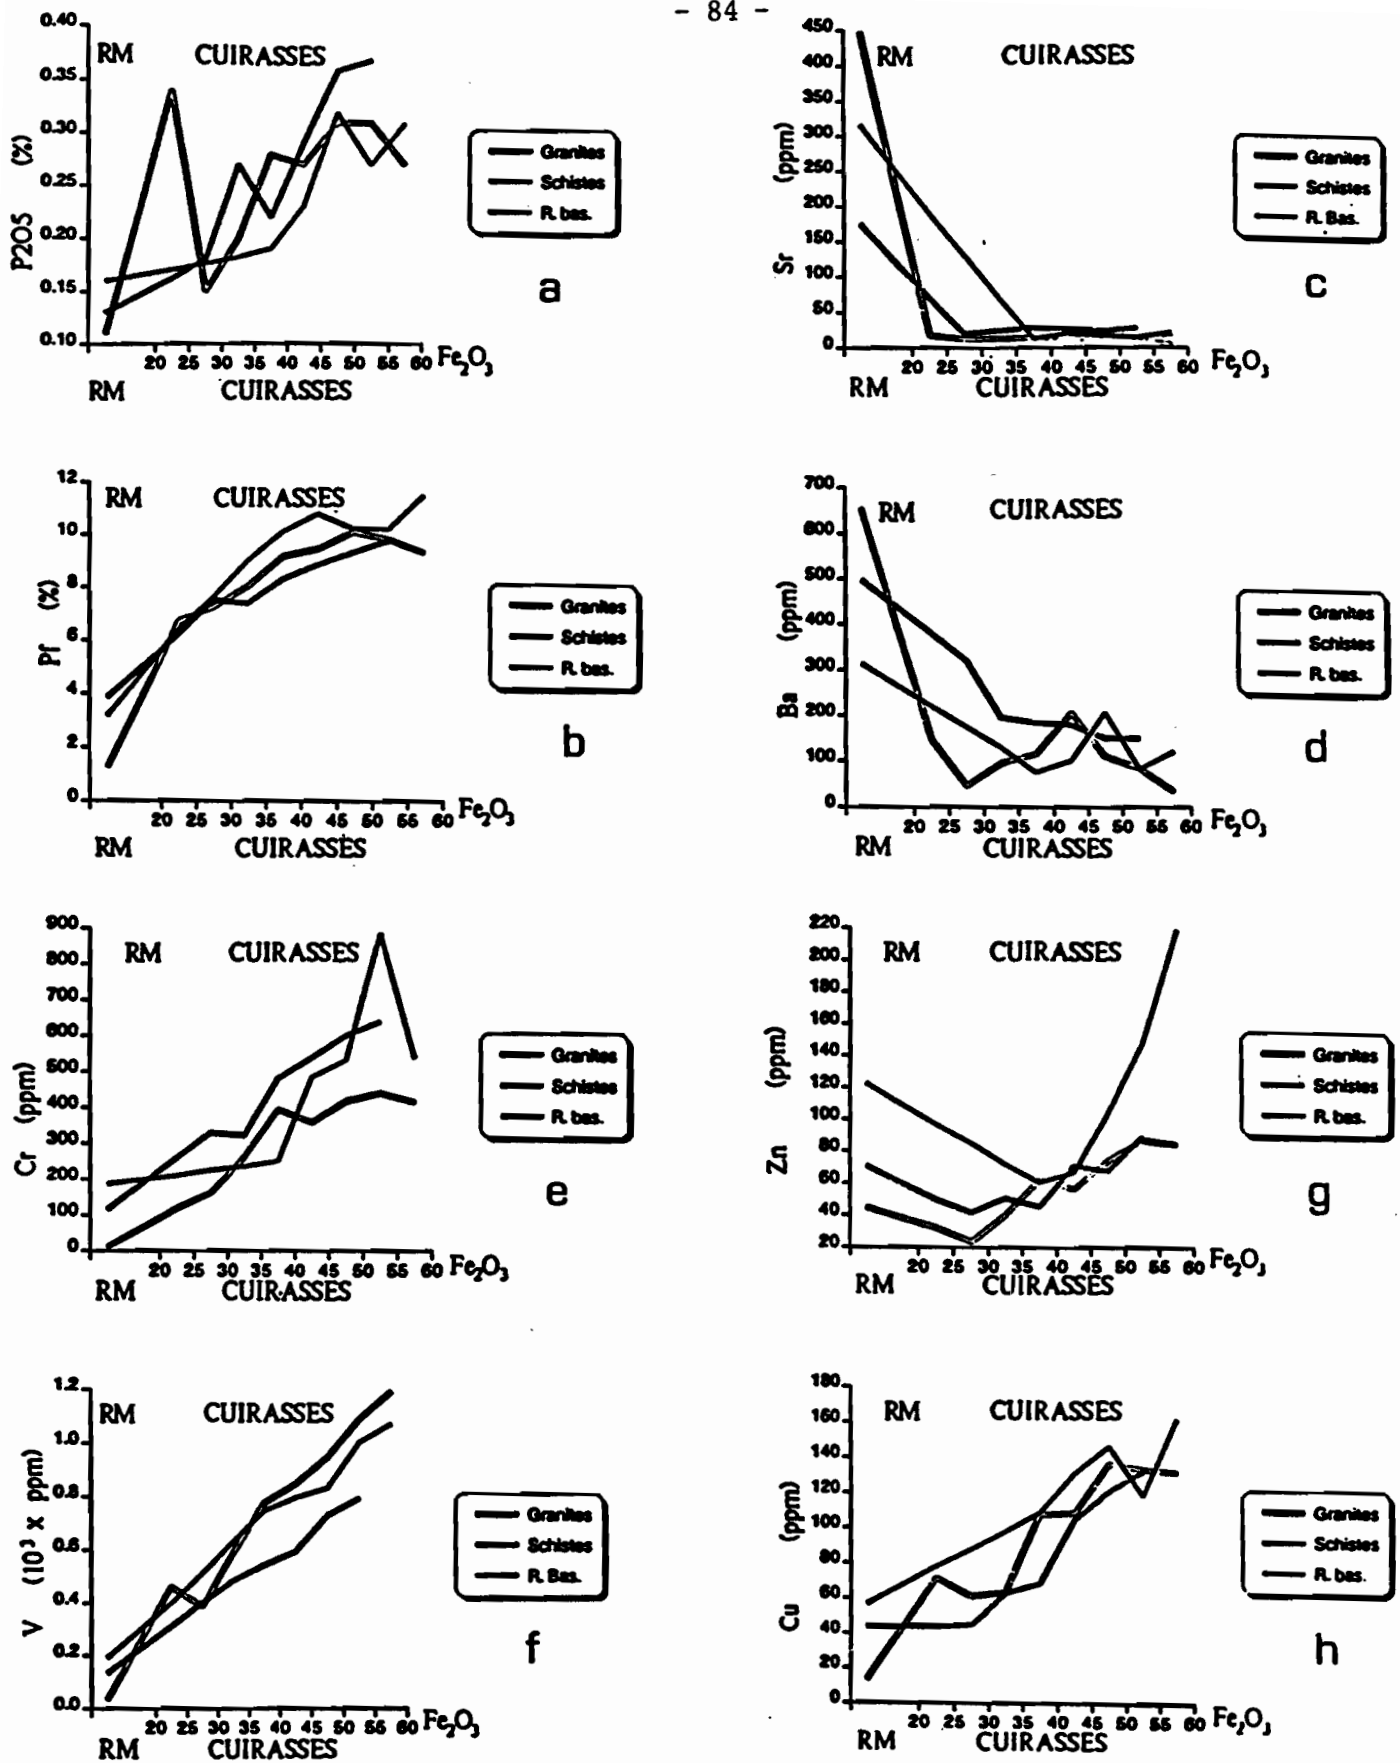 - 84 -
0.40
0.35
0.30
0.25
0.20
0.15
0.10
P2O5 (%)
RM CUIRASSES
Granites
Schistes
R. bas.
a
20 25 30 35 40 45 50 55 60 Fe₂O₃
RM CUIRASSES
450
400
350
300
250
200
150
100
50
0
Sr (ppm)
RM CUIRASSES
Granites
Schistes
R. Bas.
c
20 25 30 35 40 45 50 55 60 Fe₂O₃
RM CUIRASSES
12
10
8
6
4
2
0
Pf (%)
RM CUIRASSES
Granites
Schistes
R. bas.
b
20 25 30 35 40 45 50 55 60 Fe₂O₃
RM CUIRASSES
700
600
500
400
300
200
100
0
Ba (ppm)
RM CUIRASSES
Granites
Schistes
R. bas.
d
20 25 30 35 40 45 50 55 60 Fe₂O₃
RM CUIRASSES
900
800
700
600
500
400
300
200
100
0
Cr (ppm)
RM CUIRASSES
Granites
Schistes
R. bas.
e
20 25 30 35 40 45 50 55 60 Fe₂O₃
RM CUIRASSES
220
200
180
160
140
120
100
80
60
40
20
Zn (ppm)
RM CUIRASSES
Granites
Schistes
R. bas.
g
20 25 30 35 40 45 50 55 60 Fe₂O₃
RM CUIRASSES
1.2
1.0
0.8
0.6
0.4
0.2
0.0
V (10³ x ppm)
RM CUIRASSES
Granites
Schistes
R. Bas.
f
20 25 30 35 40 45 50 55 60 Fe₂O₃
RM CUIRASSES
180
160
140
120
100
80
60
40
20
0
Cu (ppm)
RM CUIRASSES
Granites
Schistes
R. bas.
h
20 25 30 35 40 45 50 55 60 Fe₂O₃
RM CUIRASSES